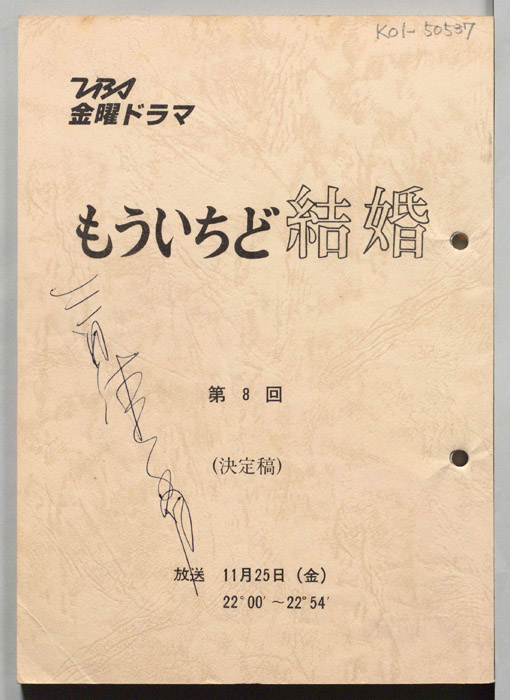 K01-50537
TBS
金曜ドラマ
もういちど結婚
第 8 回
(決定稿)
放送 11月25日(金)
22°00′~22°54′